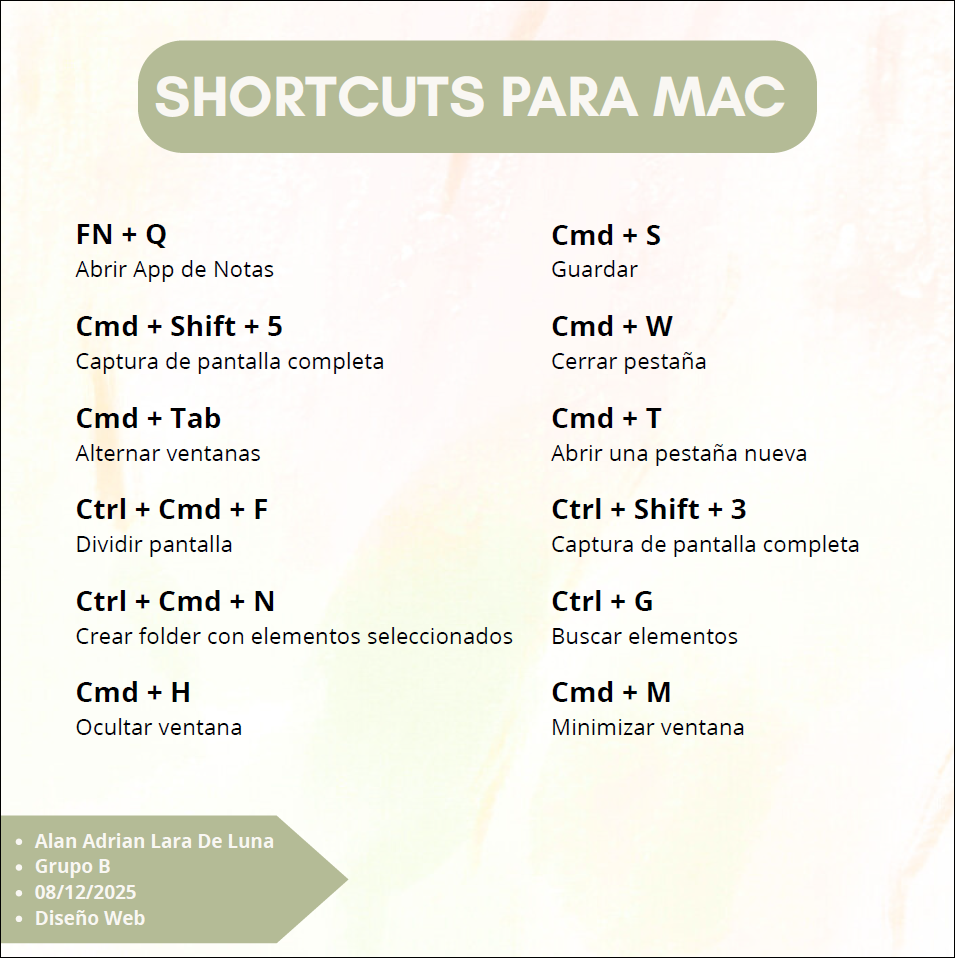 SHORTCUTS PARA MAC
FN + Q
Abrir App de Notas
Cmd + Shift + 5
Captura de pantalla completa
Cmd + Tab
Alternar ventanas
Ctrl + Cmd + F
Dividir pantalla
Ctrl + Cmd + N
Crear folder con elementos seleccionados
Cmd + H
Ocultar ventana
Cmd + S
Guardar
Cmd + W
Cerrar pestaña
Cmd + T
Abrir una pestaña nueva
Ctrl + Shift + 3
Captura de pantalla completa
Ctrl + G
Buscar elementos
Cmd + M
Minimizar ventana
• Alan Adrian Lara De Luna
• Grupo B
• 08/12/2025
• Diseño Web